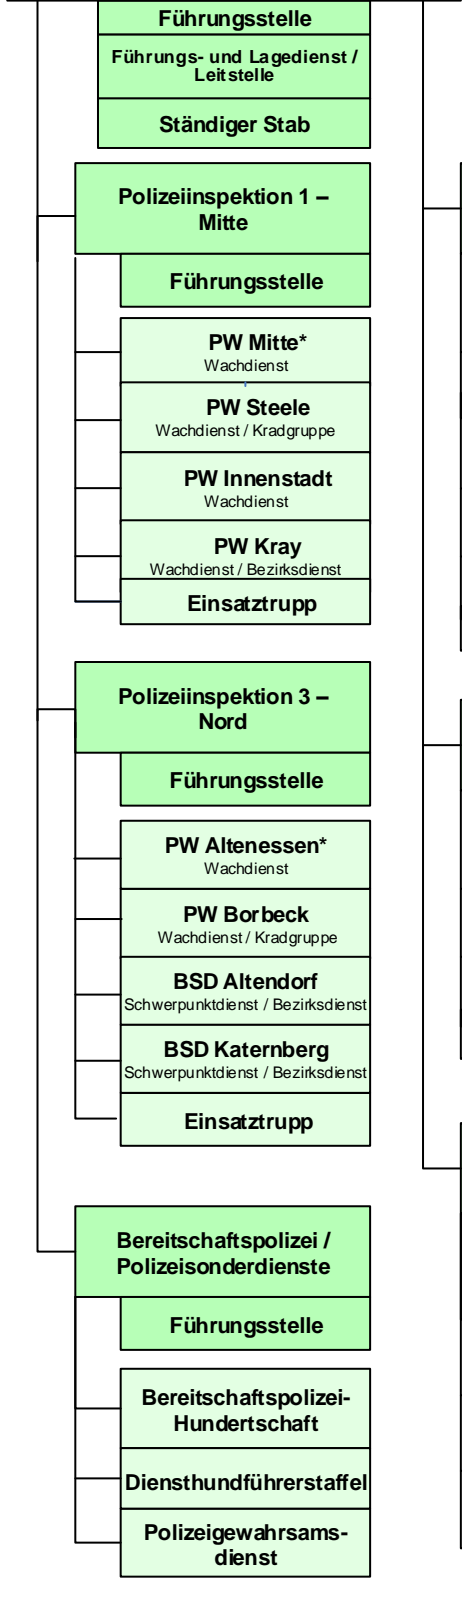 Führungsstelle
Führungs- und Lagedienst /
Leitstelle
Ständiger Stab
Polizeiinspektion 1 –
Mitte
Führungsstelle
PW Mitte*
Wachdienst
PW Steele
Wachdienst / Kradgruppe
PW Innenstadt
Wachdienst
PW Kray
Wachdienst / Bezirksdienst
Einsatztrupp
Polizeiinspektion 3 –
Nord
Führungsstelle
PW Altenessen*
Wachdienst
PW Borbeck
Wachdienst / Kradgruppe
BSD Altendorf
Schwerpunktdienst / Bezirksdienst
BSD Katernberg
Schwerpunktdienst / Bezirksdienst
Einsatztrupp
Bereitschaftspolizei /
Polizeisonderdienste
Führungsstelle
Bereitschaftspolizei-
Hundertschaft
Diensthundführerstaffel
Polizeigewahrsams-
dienst